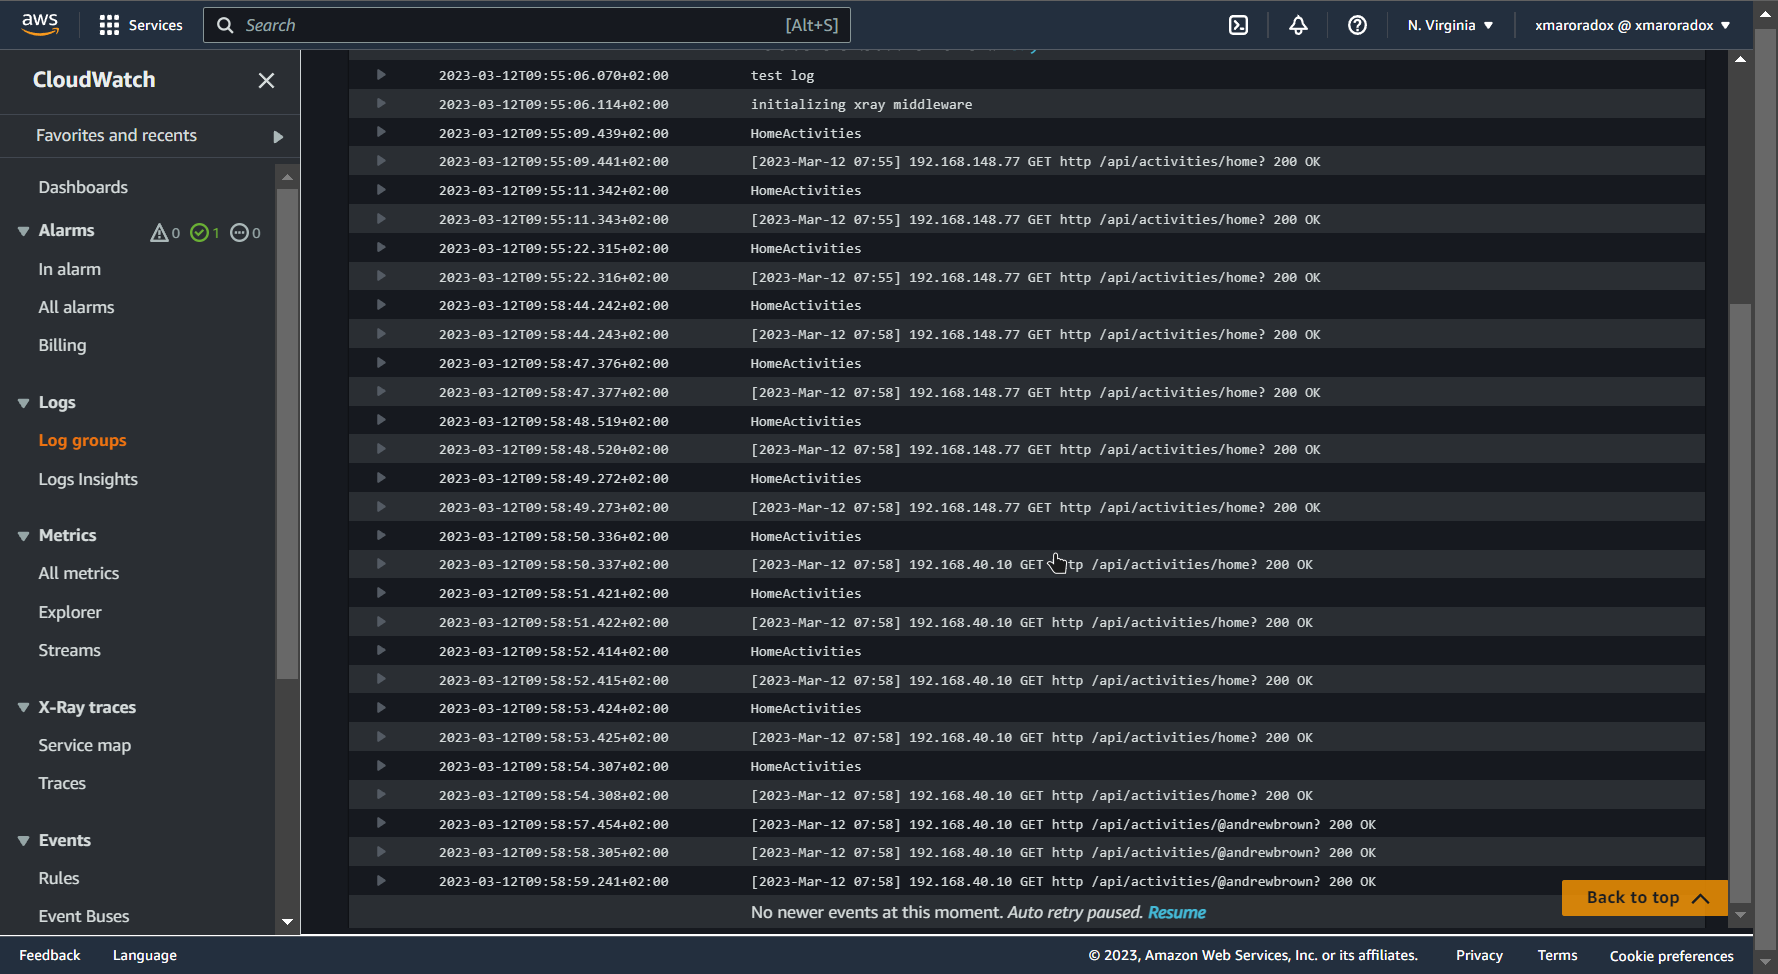 aws Services Search [Alt+S] N. Virginia xmaroradox @ xmaroradox
CloudWatch
Favorites and recents
Dashboards
Alarms 0 1 0
In alarm
All alarms
Billing
Logs
Log groups
Logs Insights
Metrics
All metrics
Explorer
Streams
X-Ray traces
Service map
Traces
Events
Rules
Event Buses
2023-03-12T09:55:06.070+02:00 test log
2023-03-12T09:55:06.114+02:00 initializing xray middleware
2023-03-12T09:55:09.439+02:00 HomeActivities
2023-03-12T09:55:09.441+02:00 [2023-Mar-12 07:55] 192.168.148.77 GET http /api/activities/home? 200 OK
2023-03-12T09:55:11.342+02:00 HomeActivities
2023-03-12T09:55:11.343+02:00 [2023-Mar-12 07:55] 192.168.148.77 GET http /api/activities/home? 200 OK
2023-03-12T09:55:22.315+02:00 HomeActivities
2023-03-12T09:55:22.316+02:00 [2023-Mar-12 07:55] 192.168.148.77 GET http /api/activities/home? 200 OK
2023-03-12T09:58:44.242+02:00 HomeActivities
2023-03-12T09:58:44.243+02:00 [2023-Mar-12 07:58] 192.168.148.77 GET http /api/activities/home? 200 OK
2023-03-12T09:58:47.376+02:00 HomeActivities
2023-03-12T09:58:47.377+02:00 [2023-Mar-12 07:58] 192.168.148.77 GET http /api/activities/home? 200 OK
2023-03-12T09:58:48.519+02:00 HomeActivities
2023-03-12T09:58:48.520+02:00 [2023-Mar-12 07:58] 192.168.148.77 GET http /api/activities/home? 200 OK
2023-03-12T09:58:49.272+02:00 HomeActivities
2023-03-12T09:58:49.273+02:00 [2023-Mar-12 07:58] 192.168.148.77 GET http /api/activities/home? 200 OK
2023-03-12T09:58:50.336+02:00 HomeActivities
2023-03-12T09:58:50.337+02:00 [2023-Mar-12 07:58] 192.168.40.10 GET /api/activities/home? 200 OK
2023-03-12T09:58:51.421+02:00 HomeActivities
2023-03-12T09:58:51.422+02:00 [2023-Mar-12 07:58] 192.168.40.10 GET http /api/activities/home? 200 OK
2023-03-12T09:58:52.414+02:00 HomeActivities
2023-03-12T09:58:52.415+02:00 [2023-Mar-12 07:58] 192.168.40.10 GET http /api/activities/home? 200 OK
2023-03-12T09:58:53.424+02:00 HomeActivities
2023-03-12T09:58:53.425+02:00 [2023-Mar-12 07:58] 192.168.40.10 GET http /api/activities/home? 200 OK
2023-03-12T09:58:54.307+02:00 HomeActivities
2023-03-12T09:58:54.308+02:00 [2023-Mar-12 07:58] 192.168.40.10 GET http /api/activities/home? 200 OK
2023-03-12T09:58:57.454+02:00 [2023-Mar-12 07:58] 192.168.40.10 GET http /api/activities/@andrewbrown? 200 OK
2023-03-12T09:58:58.305+02:00 [2023-Mar-12 07:58] 192.168.40.10 GET http /api/activities/@andrewbrown? 200 OK
2023-03-12T09:58:59.241+02:00 [2023-Mar-12 07:58] 192.168.40.10 GET http /api/activities/@andrewbrown? 200 OK
No newer events at this moment. Auto retry paused. Resume
Back to top
Feedback Language © 2023, Amazon Web Services, Inc. or its affiliates. Privacy Terms Cookie preferences